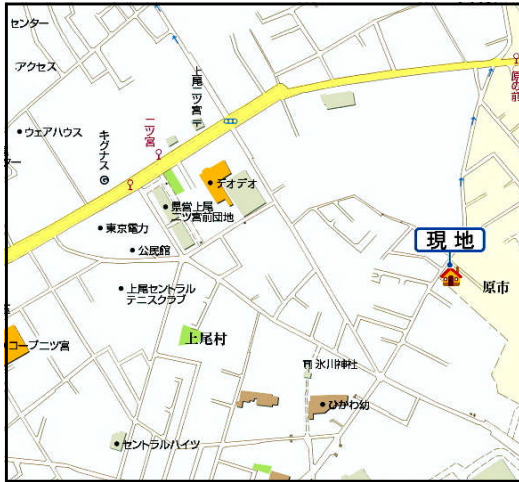 センター
アクセス
ウェアハウス
キグナス
二ツ宮
上尾二ツ宮〒
原の前
デオデオ
県営上尾
二ツ宮前団地
東京電力
公民館
上尾セントラル
テニスクラブ
現地
原市
コープ二ツ宮
上尾村
氷川神社
ひかわ幼
セントラルハイツ